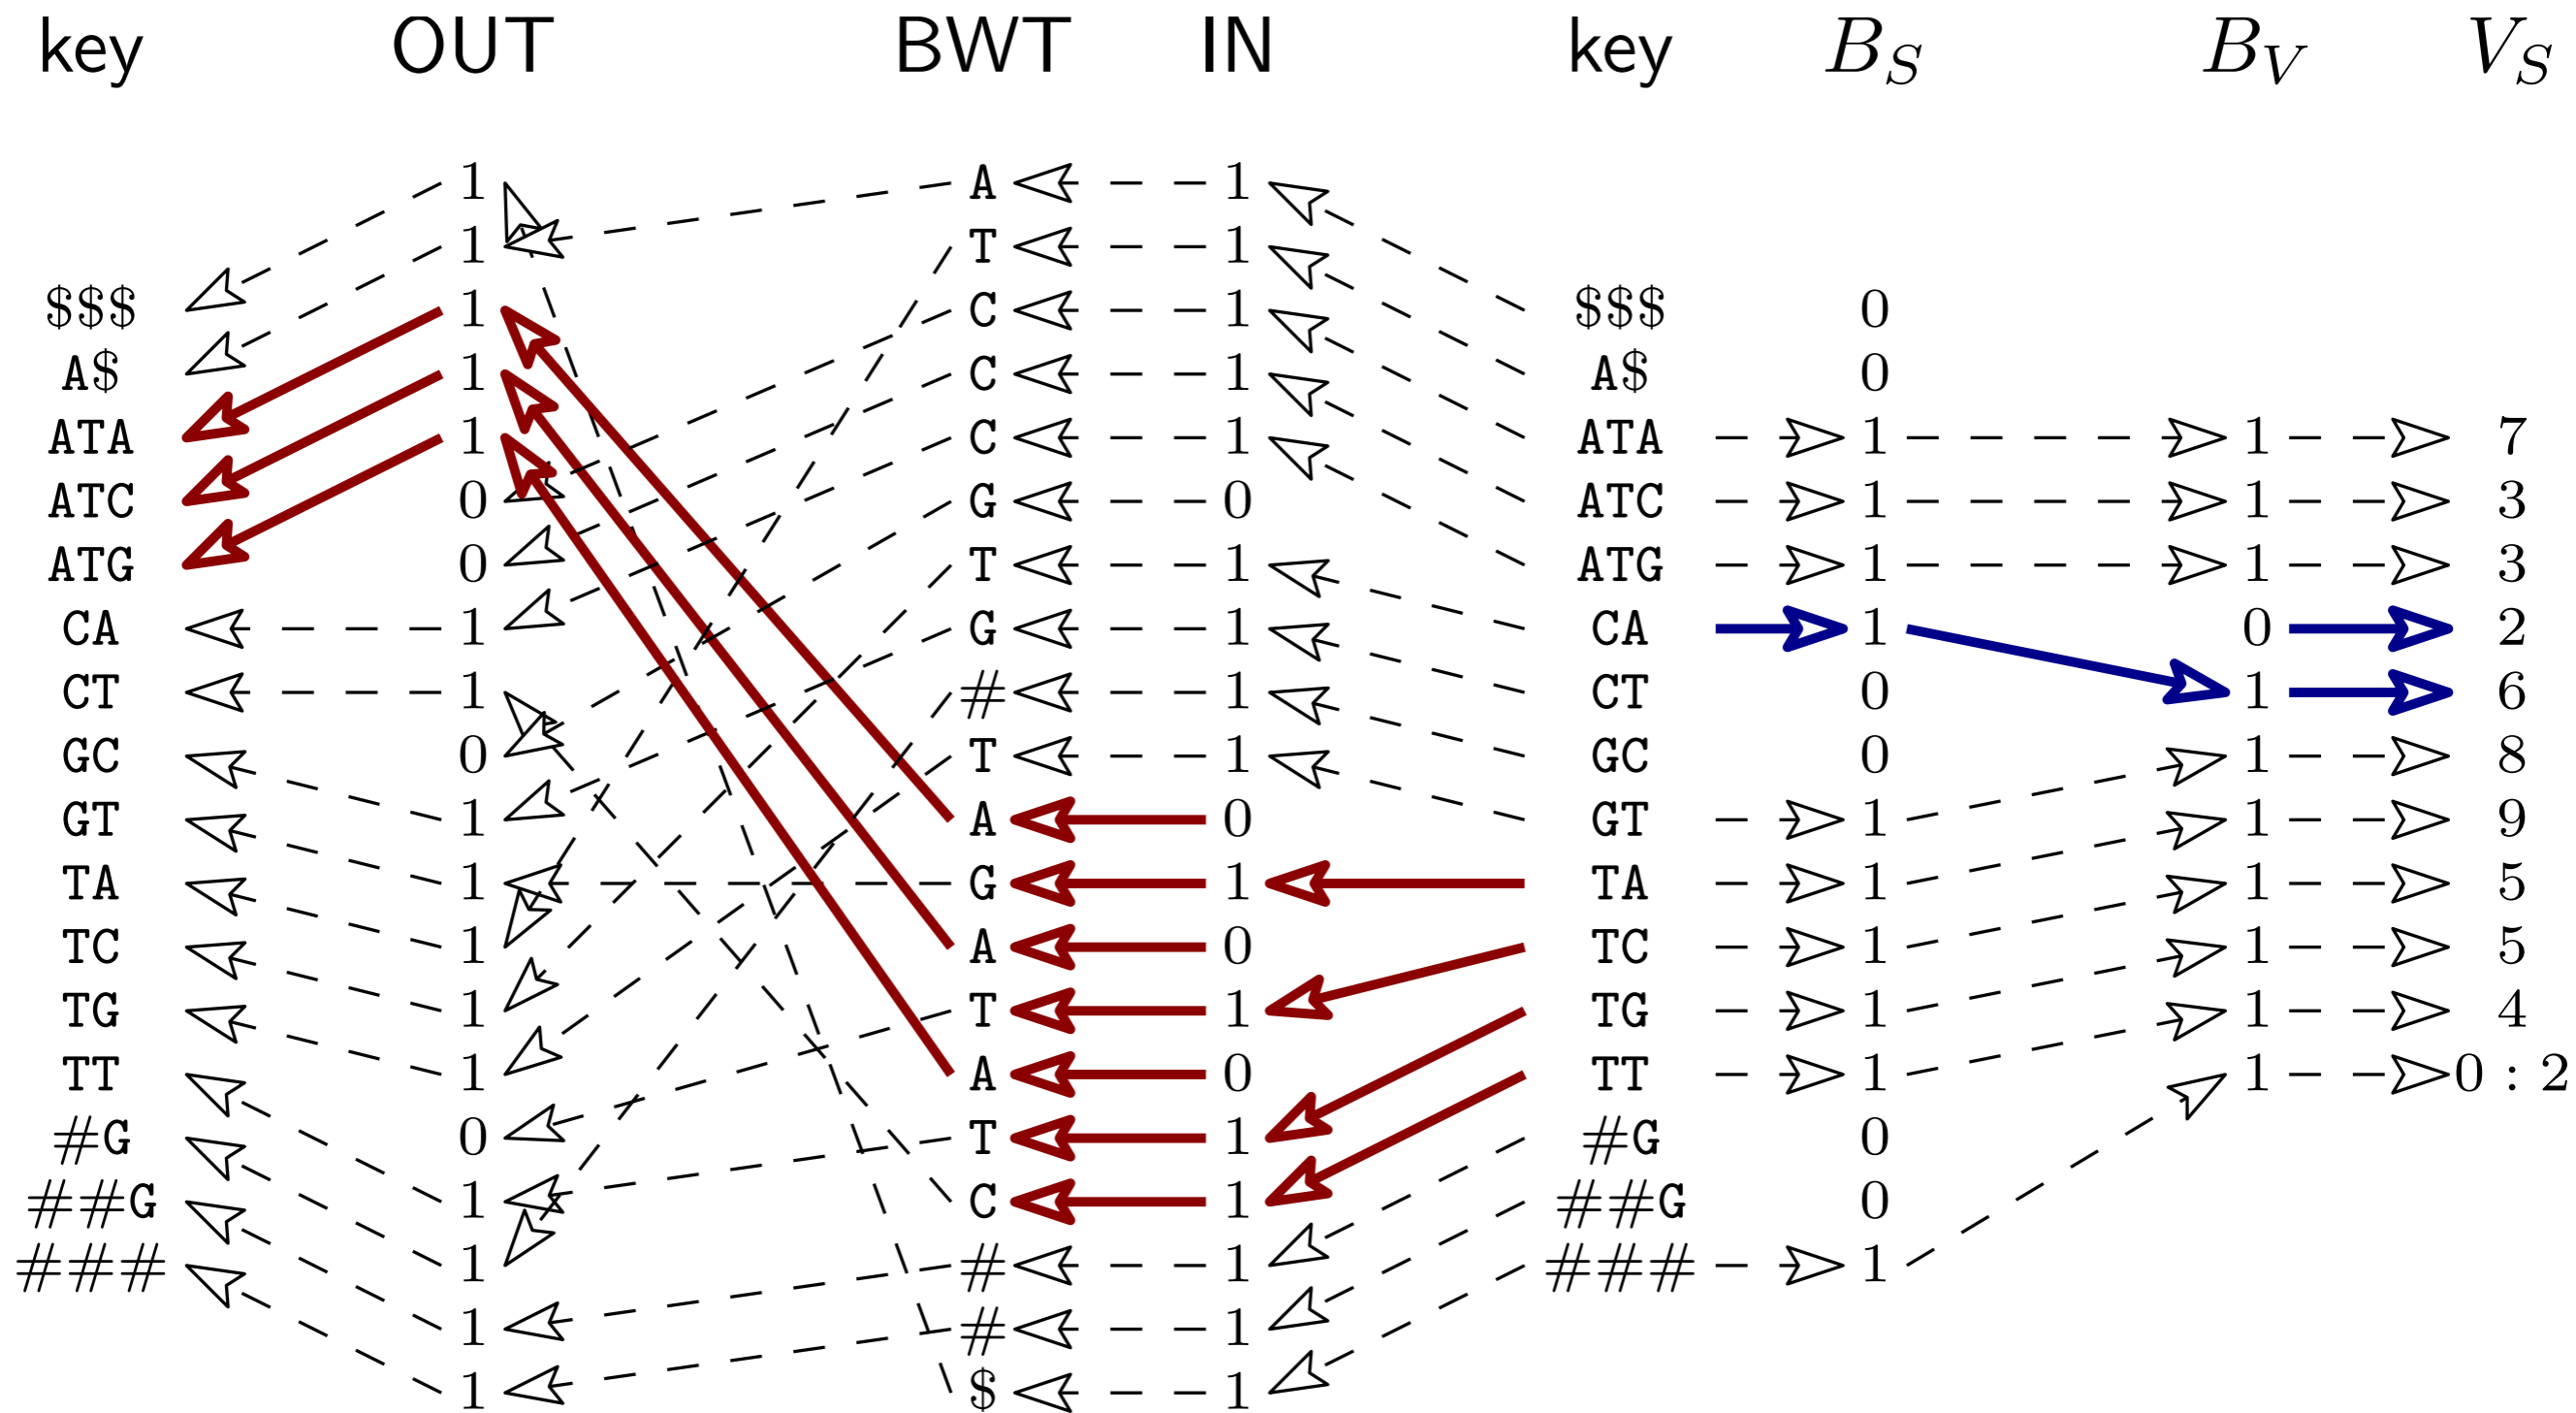 key OUT BWT IN key B_S B_V V_S
1 A 1
1 T 1
$$$ 1 C 1 $$$ 0
A$ 1 C 1 A$ 0
ATA 1 C 1 ATA 1 1 7
ATC 0 G 0 ATC 1 1 3
ATG 0 T 1 ATG 1 1 3
CA 1 G 1 CA 1 0 2
CT 1 # 1 CT 0 1 6
GC 0 T 1 GC 0 1 8
GT 1 A 0 GT 1 1 9
TA 1 G 1 TA 1 1 5
TC 1 A 0 TC 1 1 5
TG 1 T 1 TG 1 1 4
TT 1 A 0 TT 1 1 0 : 2
#G 0 T 1 #G 0
##G 1 C 1 ##G 0
### 1 # 1 ### 1
1 # 1
1 $ 1